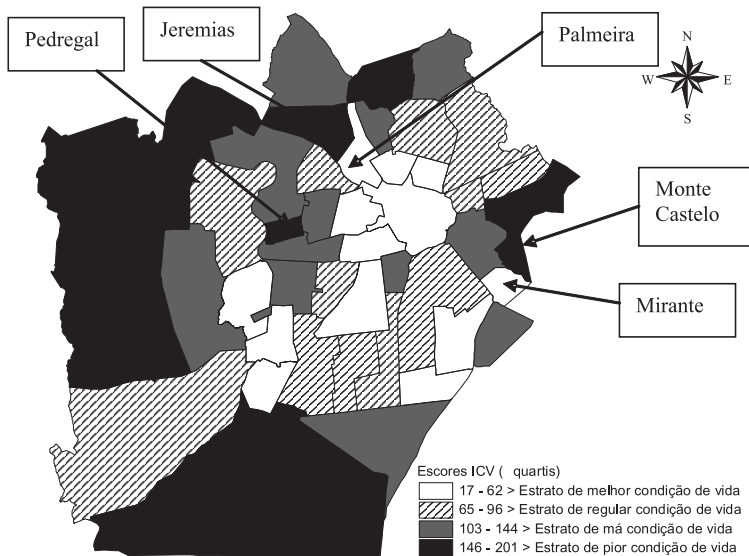 Pedregal
Jeremias
Palmeira
N
W E
S
Monte
Castelo
Mirante
Escores ICV ( quartis)
17 - 62 > Estrato de melhor condição de vida
65 - 96 > Estrato de regular condição de vida
103 - 144 > Estrato de má condição de vida
146 - 201 > Estrato de pior condição de vida